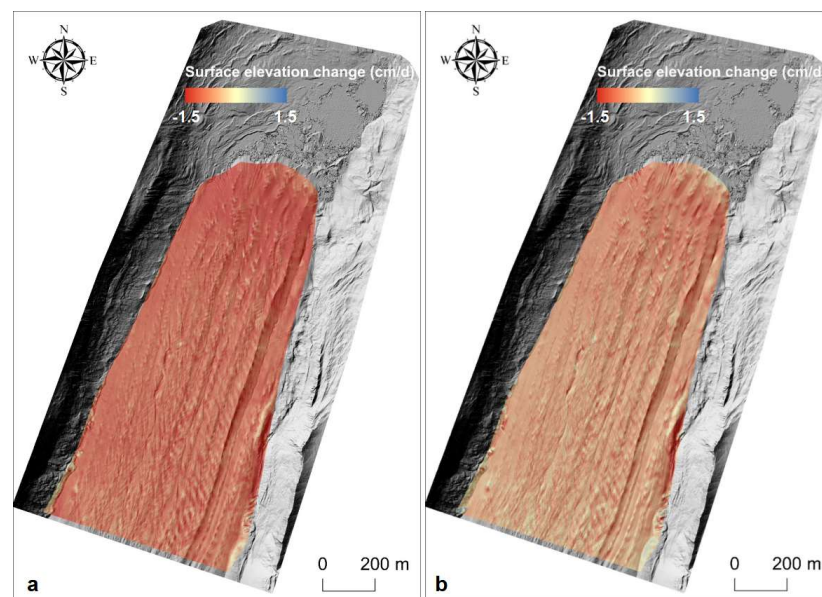 N
W E
S
Surface elevation change (cm/d)
-1.5 1.5
0 200 m
a
N
W E
S
Surface elevation change (cm/d)
-1.5 1.5
0 200 m
b